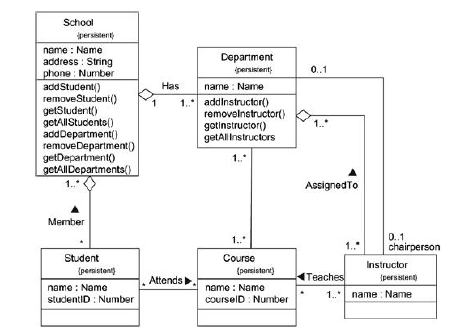 School
{persistent}
name : Name
address : String
phone : Number
addStudent()
removeStudent()
getStudent()
getAllStudents()
addDepartment()
removeDepartment()
getDepartment()
getAllDepartments()
Has
1
1..*
Department
{persistent}
name : Name
addInstructor()
removeInstructor()
getInstructor()
getAllInstructors
0..1
1..*
1..*
AssignedTo
1..*
Member
*
1..*
1..*
0..1
chairperson
Student
{persistent}
name : Name
studentID : Number
Attends
*
*
Course
{persistent}
name : Name
courseID : Number
Teaches
*
1..*
Instructor
{persistent}
name : Name